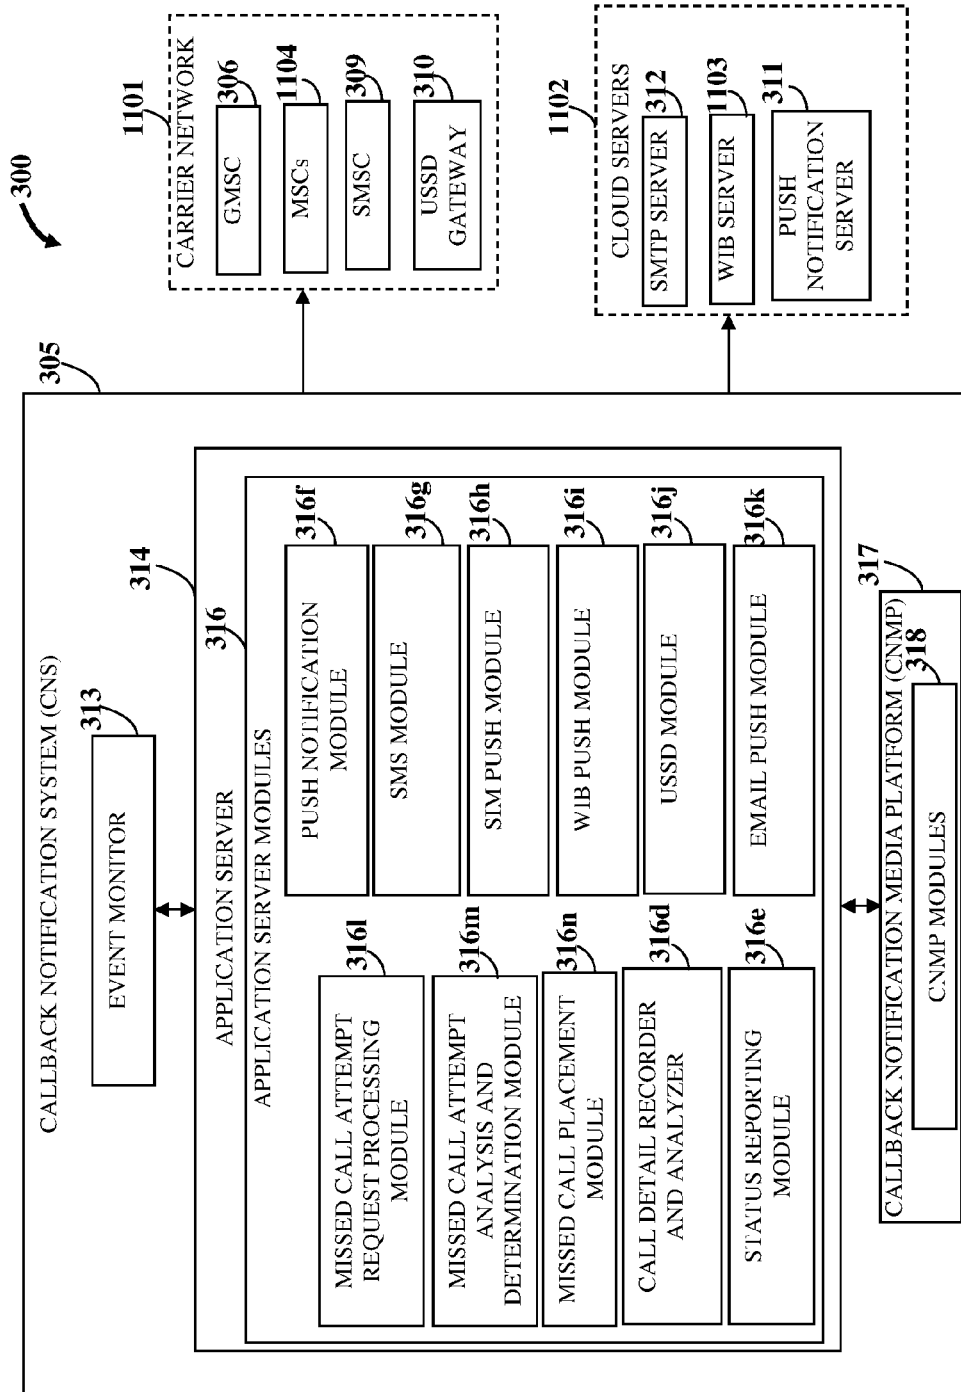 300
305
CALLBACK NOTIFICATION SYSTEM (CNS)
313
EVENT MONITOR
314
APPLICATION SERVER
316
APPLICATION SERVER MODULES
316l
MISSED CALL ATTEMPT
REQUEST PROCESSING
MODULE
316m
MISSED CALL ATTEMPT
ANALYSIS AND
DETERMINATION MODULE
316n
MISSED CALL PLACEMENT
MODULE
316d
CALL DETAIL RECORDER
AND ANALYZER
316e
STATUS REPORTING
MODULE
316f
PUSH NOTIFICATION
MODULE
316g
SMS MODULE
316h
SIM PUSH MODULE
316i
WIB PUSH MODULE
316j
USSD MODULE
316k
EMAIL PUSH MODULE
317
CALLBACK NOTIFICATION MEDIA PLATFORM (CNMP)
318
CNMP MODULES
1101
CARRIER NETWORK
306
GMSC
1104
MSCs
309
SMSC
310
USSD
GATEWAY
1102
CLOUD SERVERS
312
SMTP SERVER
1103
WIB SERVER
311
PUSH
NOTIFICATION
SERVER